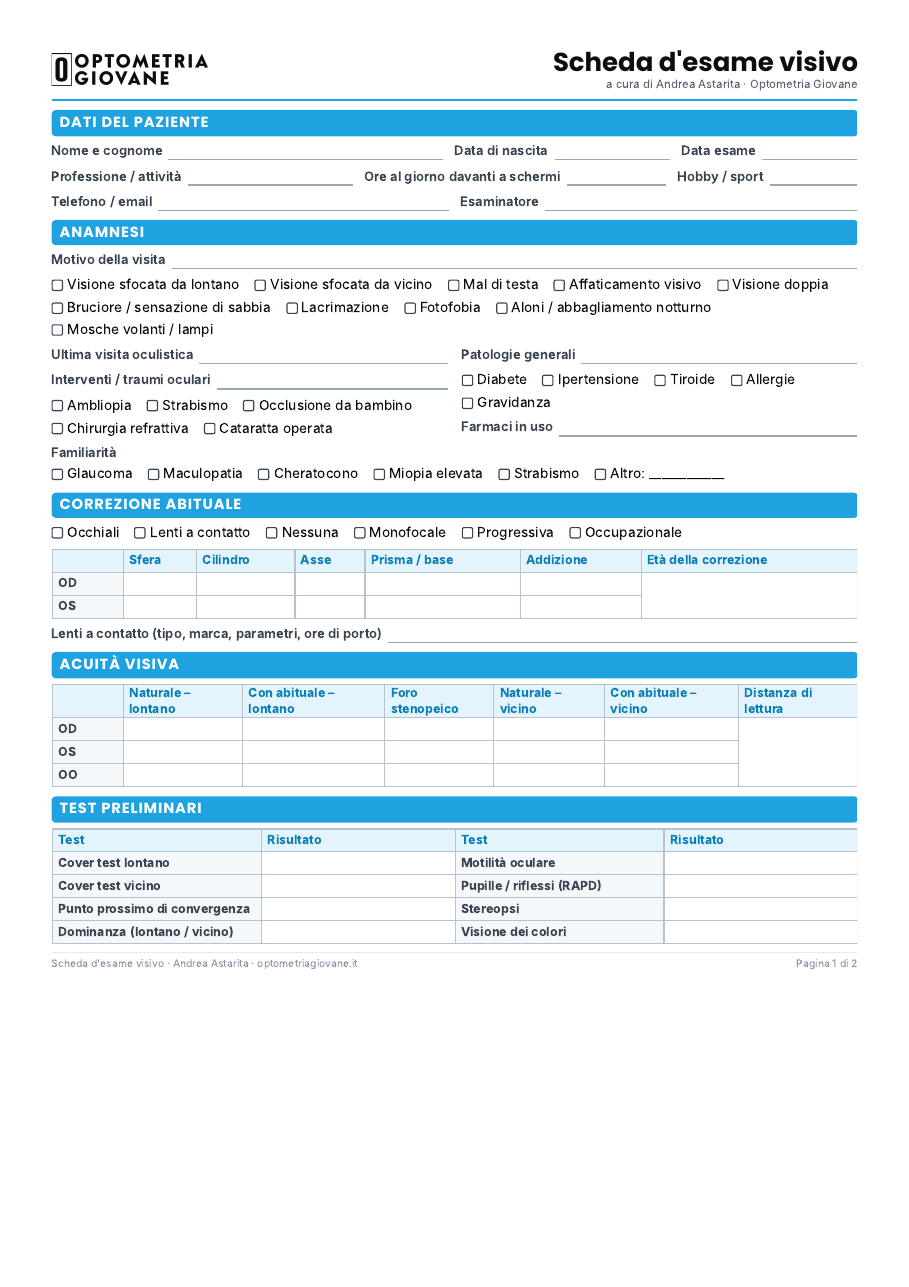 OPTOMETRIA
GIOVANE
Scheda d'esame visivo
a cura di Andrea Astarita · Optometria Giovane
DATI DEL PAZIENTE
Nome e cognome Data di nascita Data esame
Professione / attività Ore al giorno davanti a schermi Hobby / sport
Telefono / email Esaminatore
ANAMNESI
Motivo della visita
Visione sfocata da lontano Visione sfocata da vicino Mal di testa Affaticamento visivo Visione doppia
Bruciore / sensazione di sabbia Lacrimazione Fotofobia Aloni / abbagliamento notturno
Mosche volanti / lampi
Ultima visita oculistica
Interventi / traumi oculari
Ambliopia Strabismo Occlusione da bambino
Chirurgia refrattiva Cataratta operata
Patologie generali
Diabete Ipertensione Tiroide Allergie
Gravidanza
Farmaci in uso
Familiarità
Glaucoma Maculopatia Cheratocono Miopia elevata Strabismo Altro: ___________
CORREZIONE ABITUALE
Occhiali Lenti a contatto Nessuna Monofocale Progressiva Occupazionale
Sfera Cilindro Asse Prisma / base Addizione Età della correzione
OD
OS
Lenti a contatto (tipo, marca, parametri, ore di porto)
ACUITÀ VISIVA
Naturale – lontano Con abituale – lontano Foro stenopeico Naturale – vicino Con abituale – vicino Distanza di lettura
OD
OS
OO
TEST PRELIMINARI
Test Risultato Test Risultato
Cover test lontano Motilità oculare
Cover test vicino Pupille / riflessi (RAPD)
Punto prossimo di convergenza Stereopsi
Dominanza (lontano / vicino) Visione dei colori
Scheda d'esame visivo · Andrea Astarita · optometriagiovane.it Pagina 1 di 2